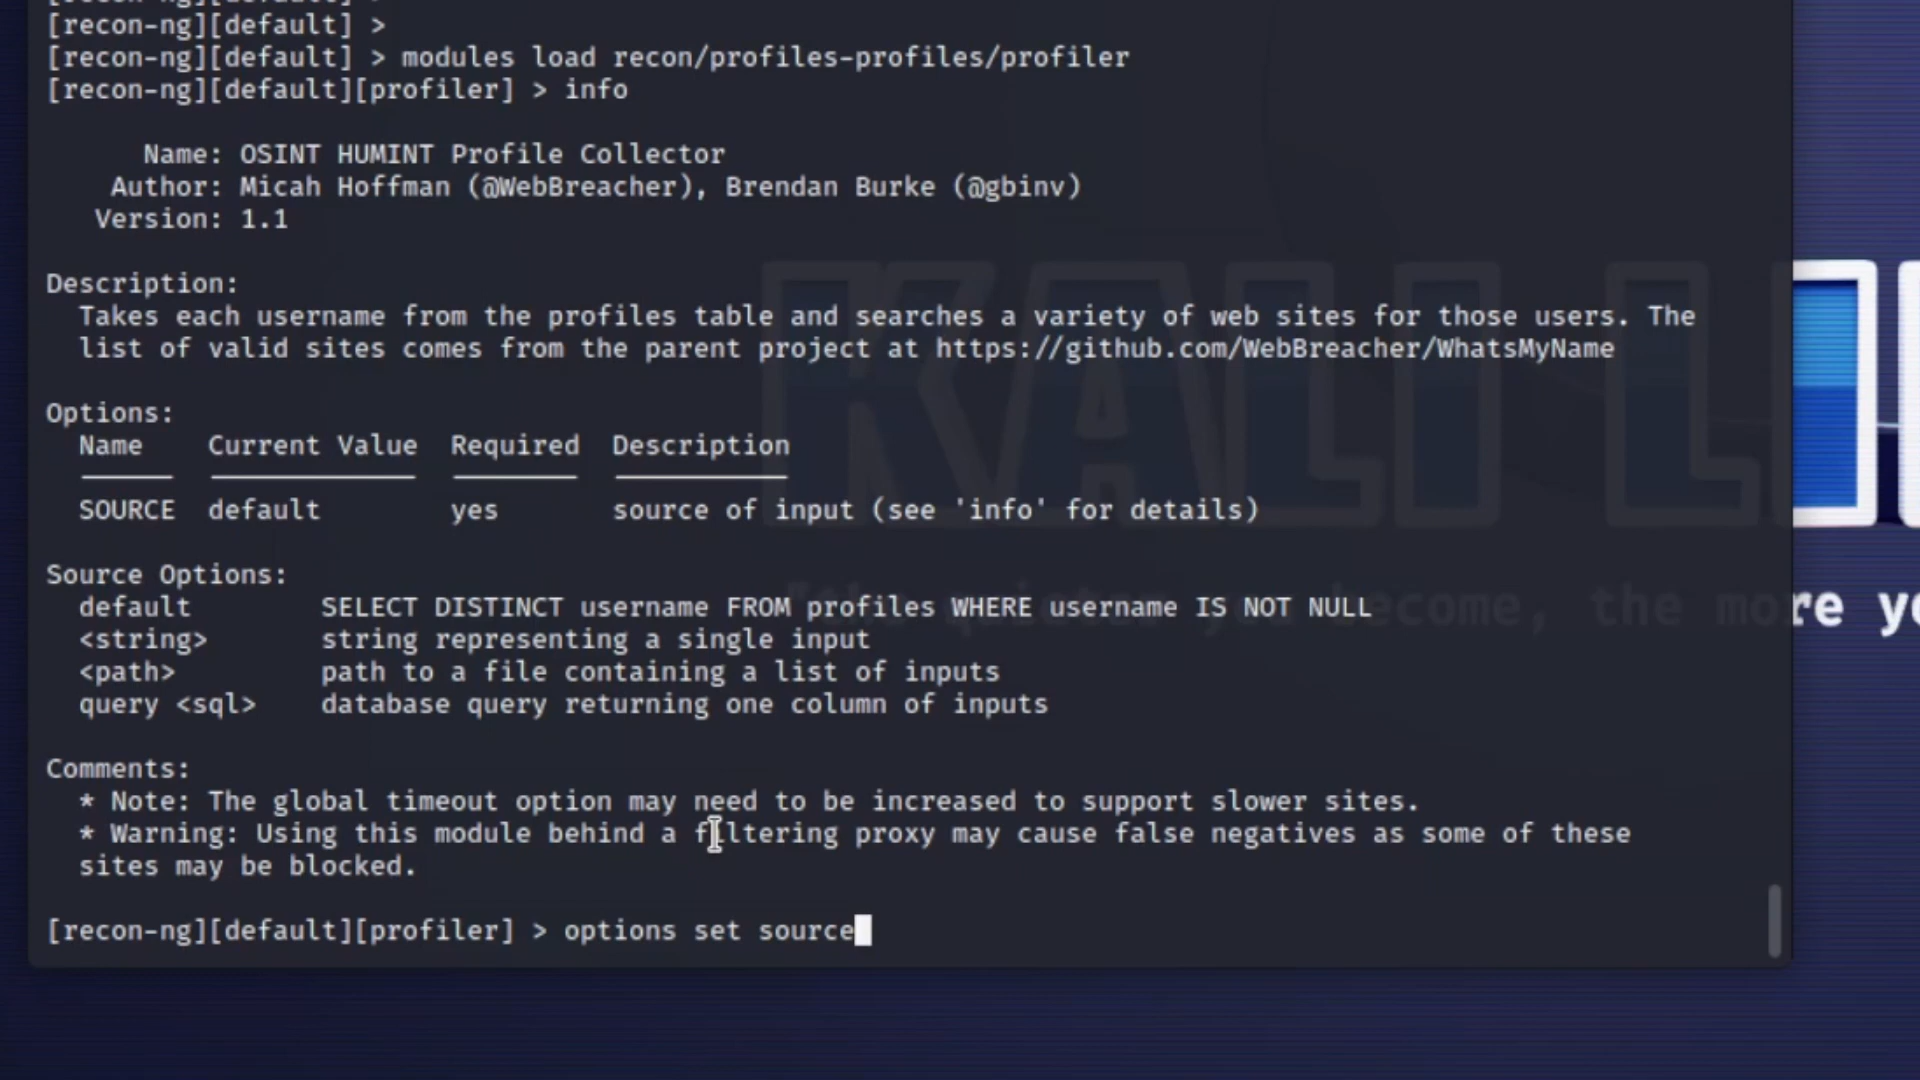 [recon-ng][default] >
[recon-ng][default] > modules load recon/profiles-profiles/profiler
[recon-ng][default][profiler] > info
Name: OSINT HUMINT Profile Collector
Author: Micah Hoffman (@WebBreacher), Brendan Burke (@gbinv)
Version: 1.1
Description:
Takes each username from the profiles table and searches a variety of web sites for those users. The
list of valid sites comes from the parent project at https://github.com/WebBreacher/WhatsMyName
KALI
Options:
Name Current Value Required Description
SOURCE default yes source of input (see 'info' for details)
Source Options:
default SELECT DISTINCT username FROM profiles WHERE username IS NOT NULL
become, the more yo
<string> string representing a single input
<path> path to a file containing a list of inputs
query <sql> database query returning one column of inputs
Comments:
* Note: The global timeout option may need to be increased to support slower sites.
* Warning: Using this module behind a filtering proxy may cause false negatives as some of these
sites may be blocked.
[recon-ng][default][profiler] > options set source